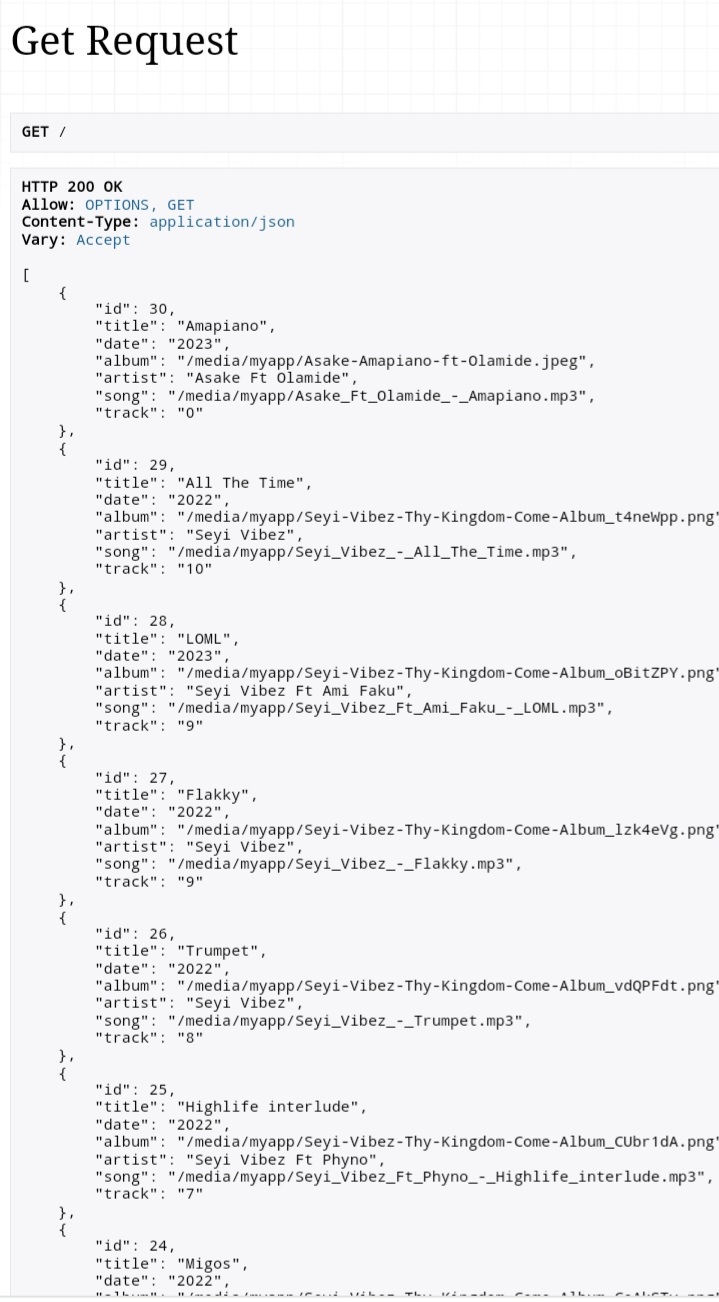 Get Request
GET /
HTTP 200 OK
Allow: OPTIONS, GET
Content-Type: application/json
Vary: Accept
[
    {
        "id": 30,
        "title": "Amapiano",
        "date": "2023",
        "album": "/media/myapp/Asake-Amapiano-ft-Olamide.jpeg",
        "artist": "Asake Ft Olamide",
        "song": "/media/myapp/Asake_Ft_Olamide_-_Amapiano.mp3",
        "track": "0"
    },
    {
        "id": 29,
        "title": "All The Time",
        "date": "2022",
        "album": "/media/myapp/Seyi-Vibez-Thy-Kingdom-Come-Album_t4neWpp.png"
        "artist": "Seyi Vibez",
        "song": "/media/myapp/Seyi_Vibez_-_All_The_Time.mp3",
        "track": "10"
    },
    {
        "id": 28,
        "title": "LOML",
        "date": "2023",
        "album": "/media/myapp/Seyi-Vibez-Thy-Kingdom-Come-Album_oBitZPY.png"
        "artist": "Seyi Vibez Ft Ami Faku",
        "song": "/media/myapp/Seyi_Vibez_Ft_Ami_Faku_-_LOML.mp3",
        "track": "9"
    },
    {
        "id": 27,
        "title": "Flakky",
        "date": "2022",
        "album": "/media/myapp/Seyi-Vibez-Thy-Kingdom-Come-Album_lzk4eVg.png"
        "artist": "Seyi Vibez",
        "song": "/media/myapp/Seyi_Vibez_-_Flakky.mp3",
        "track": "9"
    },
    {
        "id": 26,
        "title": "Trumpet",
        "date": "2022",
        "album": "/media/myapp/Seyi-Vibez-Thy-Kingdom-Come-Album_vdQPFdt.png"
        "artist": "Seyi Vibez",
        "song": "/media/myapp/Seyi_Vibez_-_Trumpet.mp3",
        "track": "8"
    },
    {
        "id": 25,
        "title": "Highlife interlude",
        "date": "2022",
        "album": "/media/myapp/Seyi-Vibez-Thy-Kingdom-Come-Album_CUbr1dA.png"
        "artist": "Seyi Vibez Ft Phyno",
        "song": "/media/myapp/Seyi_Vibez_Ft_Phyno_-_Highlife_interlude.mp3",
        "track": "7"
    },
    {
        "id": 24,
        "title": "Migos",
        "date": "2022",